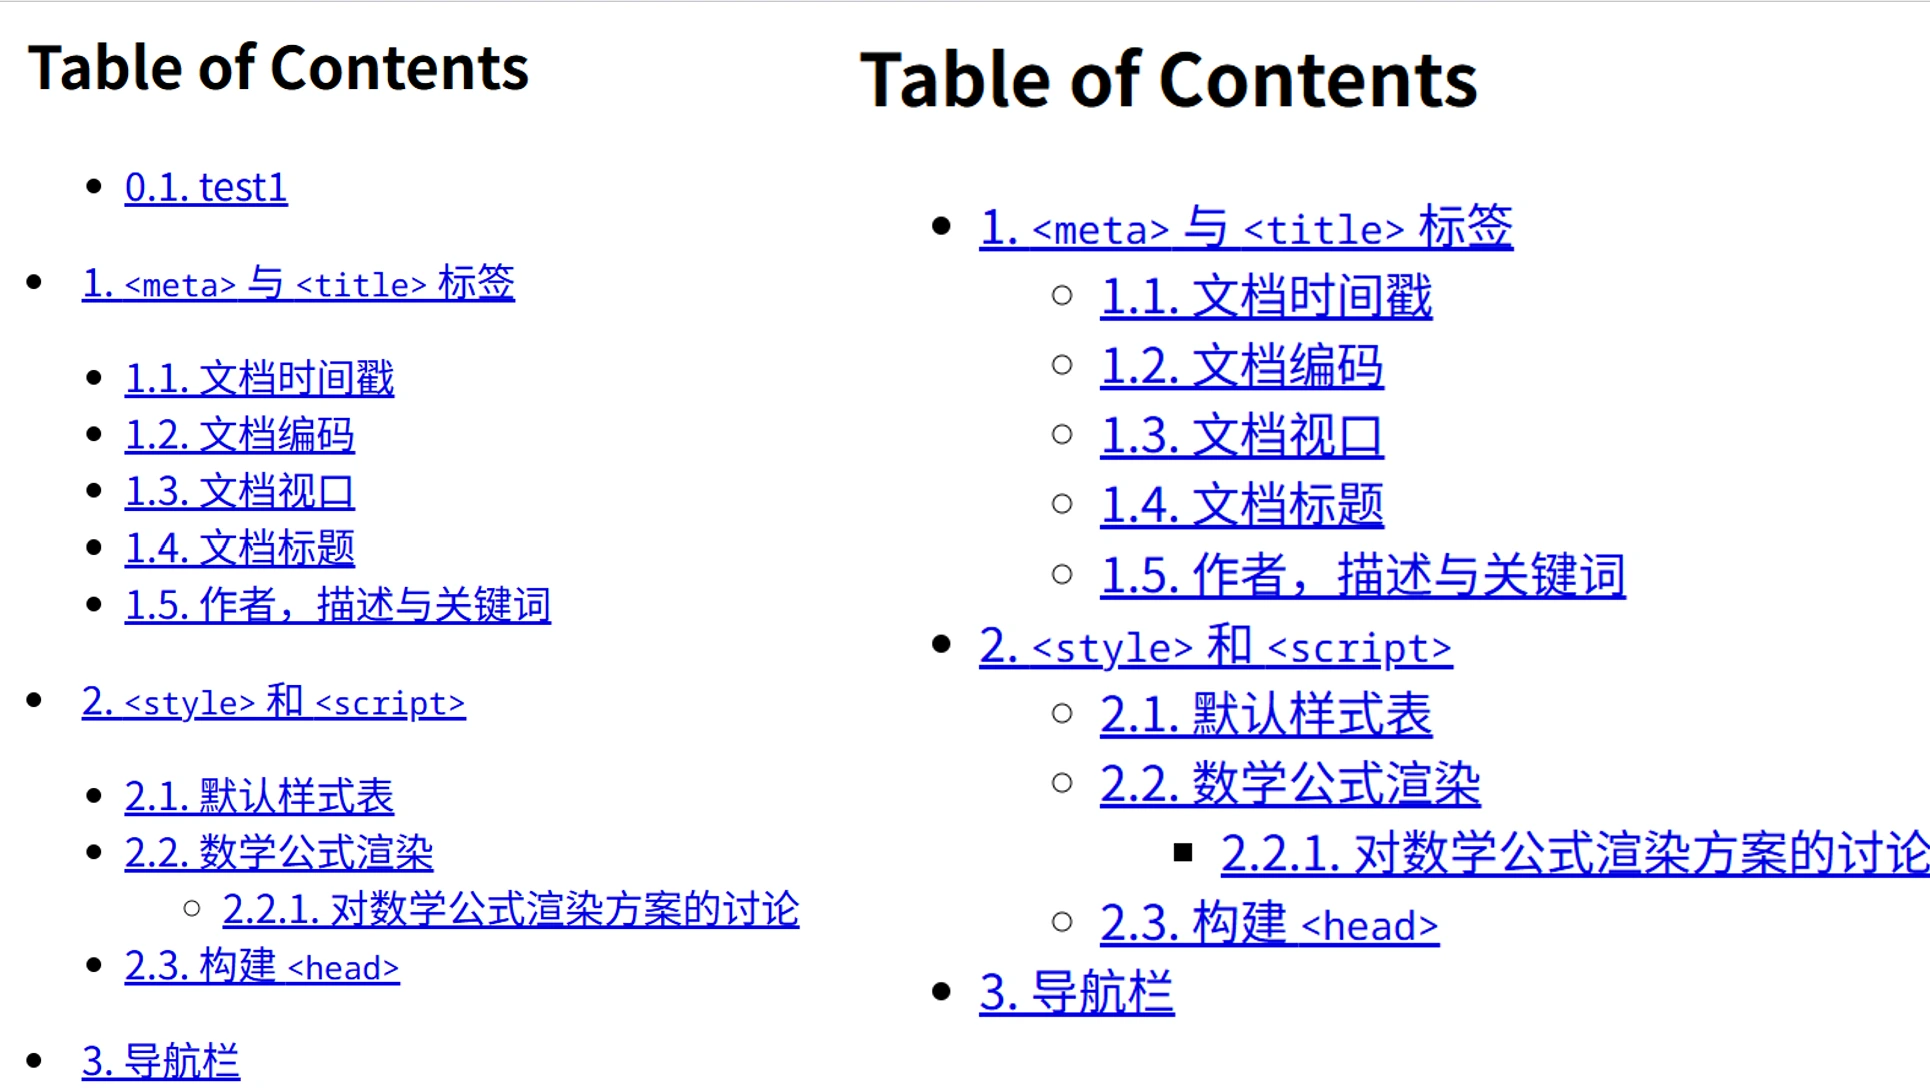 Table of Contents
0.1. test1
1. <meta> 与 <title> 标签
1.1. 文档时间戳
1.2. 文档编码
1.3. 文档视口
1.4. 文档标题
1.5. 作者，描述与关键词
2. <style> 和 <script>
2.1. 默认样式表
2.2. 数学公式渲染
2.2.1. 对数学公式渲染方案的讨论
2.3. 构建 <head>
3. 导航栏
Table of Contents
1. <meta> 与 <title> 标签
1.1. 文档时间戳
1.2. 文档编码
1.3. 文档视口
1.4. 文档标题
1.5. 作者，描述与关键词
2. <style> 和 <script>
2.1. 默认样式表
2.2. 数学公式渲染
2.2.1. 对数学公式渲染方案的讨论
2.3. 构建 <head>
3. 导航栏